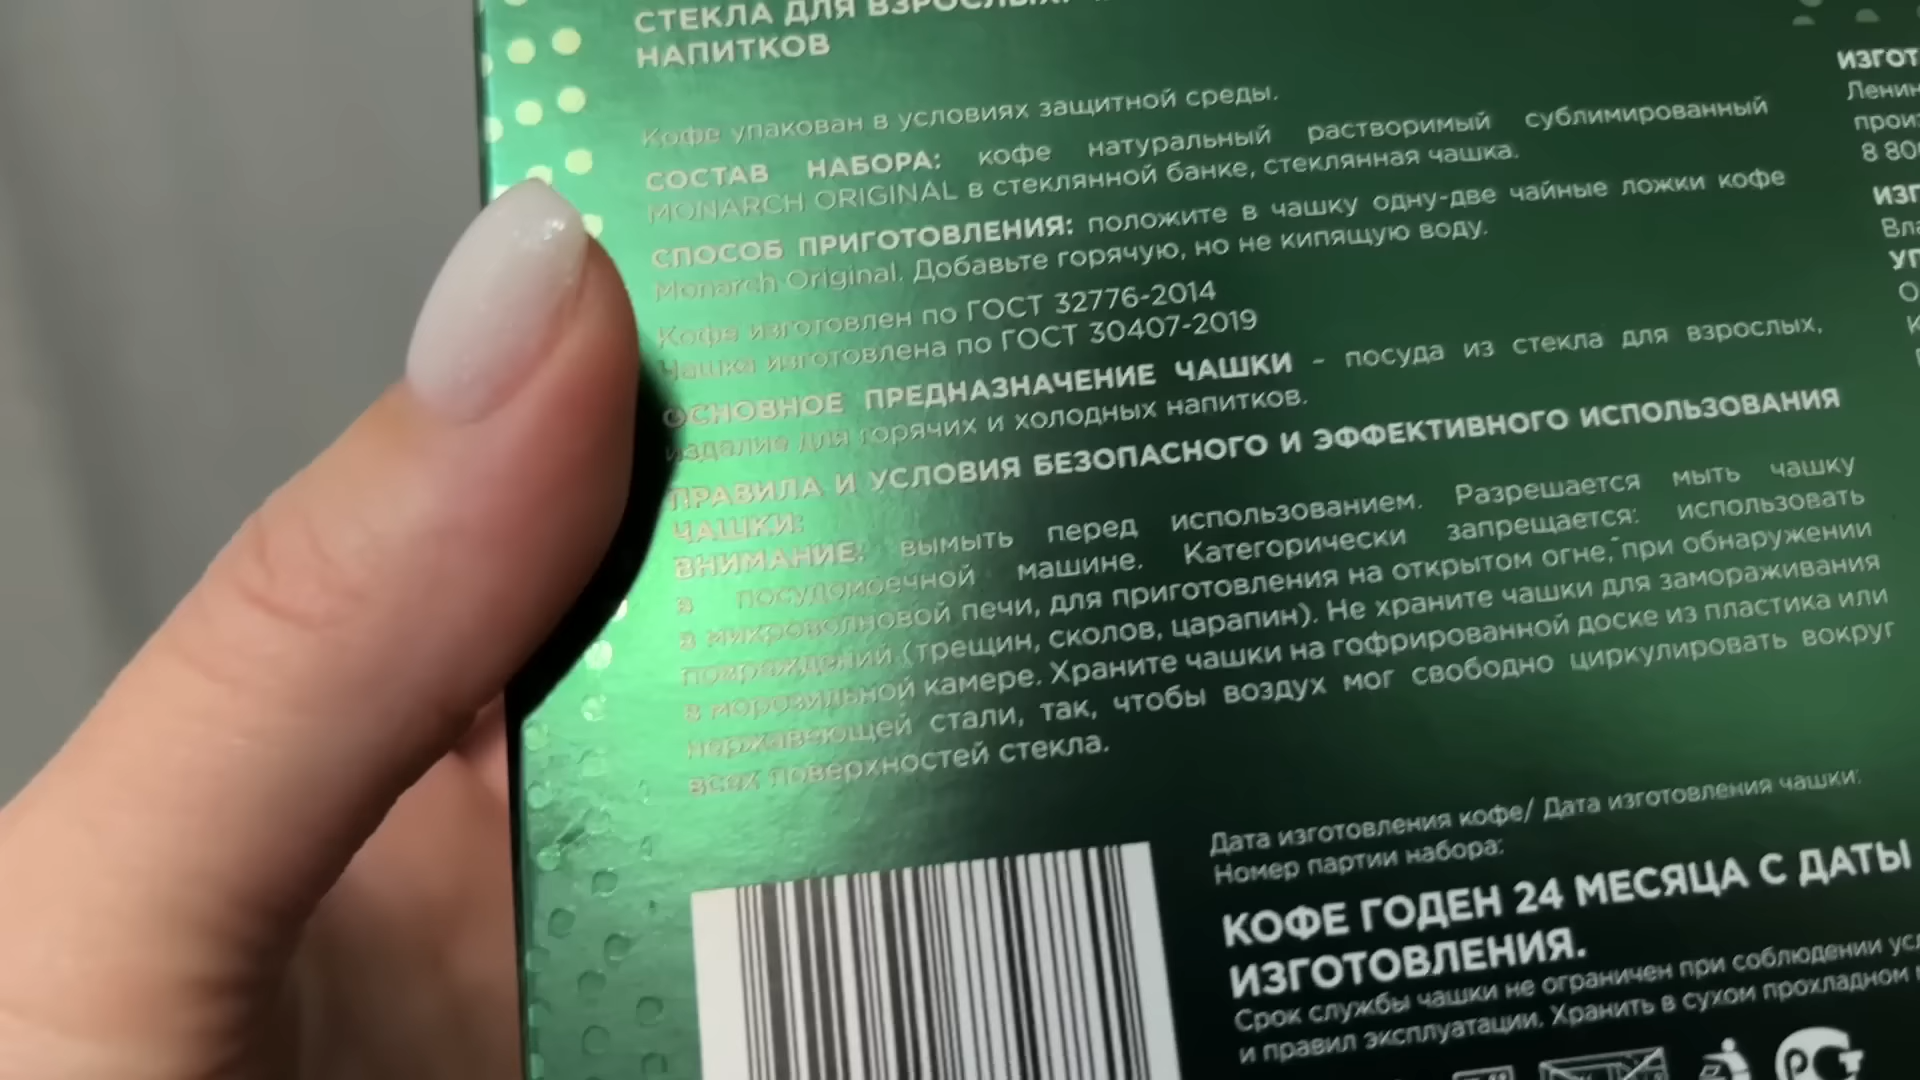 СТЕКЛА ДЛЯ ВЗРОСЛЫХ.
НАПИТКОВ
Кофе упакован в условиях защитной среды.
СОСТАВ НАБОРА: кофе натуральный растворимый сублимированный
MONARCH ORIGINAL в стеклянной банке, стеклянная чашка.
СПОСОБ ПРИГОТОВЛЕНИЯ: положите в чашку одну-две чайные ложки кофе
Monarch Original. Добавьте горячую, но не кипящую воду.
Кофе изготовлен по ГОСТ 32776-2014
Чашка изготовлена по ГОСТ 30407-2019
ОСНОВНОЕ ПРЕДНАЗНАЧЕНИЕ ЧАШКИ – посуда из стекла для взрослых,
изделие для горячих и холодных напитков.
ПРАВИЛА И УСЛОВИЯ БЕЗОПАСНОГО И ЭФФЕКТИВНОГО ИСПОЛЬЗОВАНИЯ
ЧАШКИ:
ВНИМАНИЕ: вымыть перед использованием. Разрешается мыть чашку
в посудомоечной машине. Категорически запрещается: использовать
в микроволновой печи, для приготовления на открытом огне, при обнаружении
повреждений (трещин, сколов, царапин). Не храните чашки для замораживания
в морозильной камере. Храните чашки на гофрированной доске из пластика или
нержавеющей стали, так, чтобы воздух мог свободно циркулировать вокруг
всех поверхностей стекла.
Дата изготовления кофе/ Дата изготовления чашки:
Номер партии набора:
КОФЕ ГОДЕН 24 МЕСЯЦА С ДАТЫ
ИЗГОТОВЛЕНИЯ.
Срок службы чашки не ограничен при соблюдении
и правил эксплуатации. Хранить в сухом прохладном
8 80